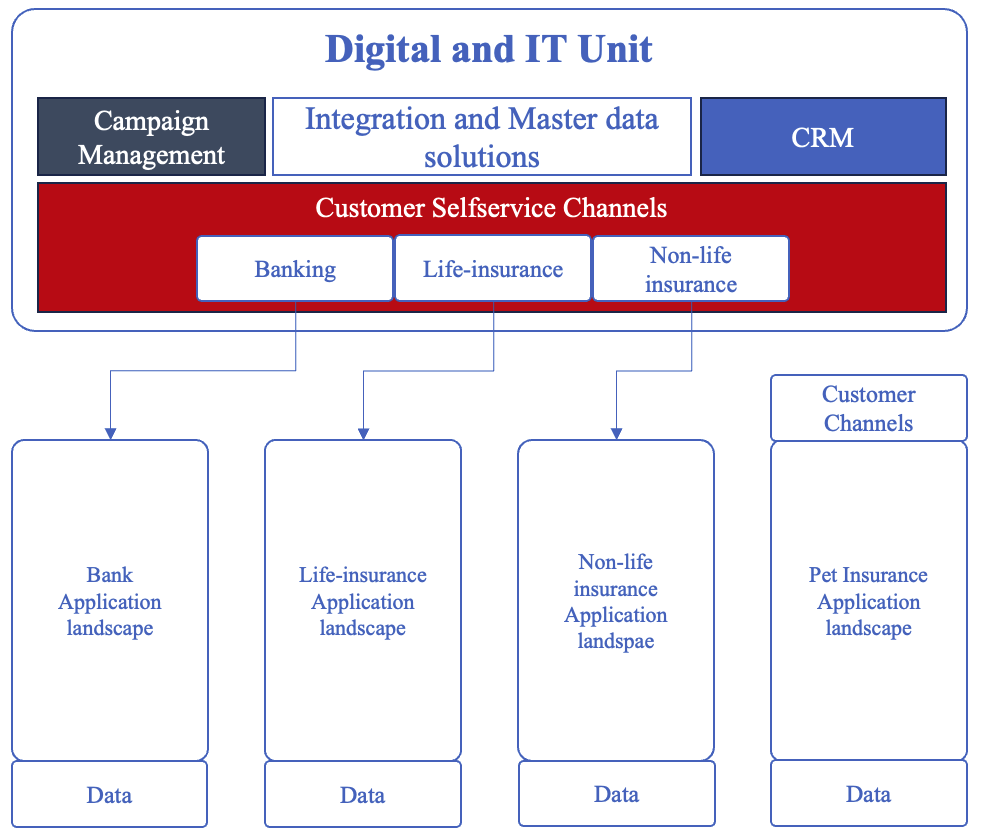 Digital and IT Unit
Campaign
Management
Integration and Master data
solutions
CRM
Customer Selfservice Channels
Banking
Life-insurance
Non-life
insurance
Customer
Channels
Bank
Application
landscape
Life-insurance
Application
landscape
Non-life
insurance
Application
landspae
Pet Insurance
Application
landscape
Data
Data
Data
Data